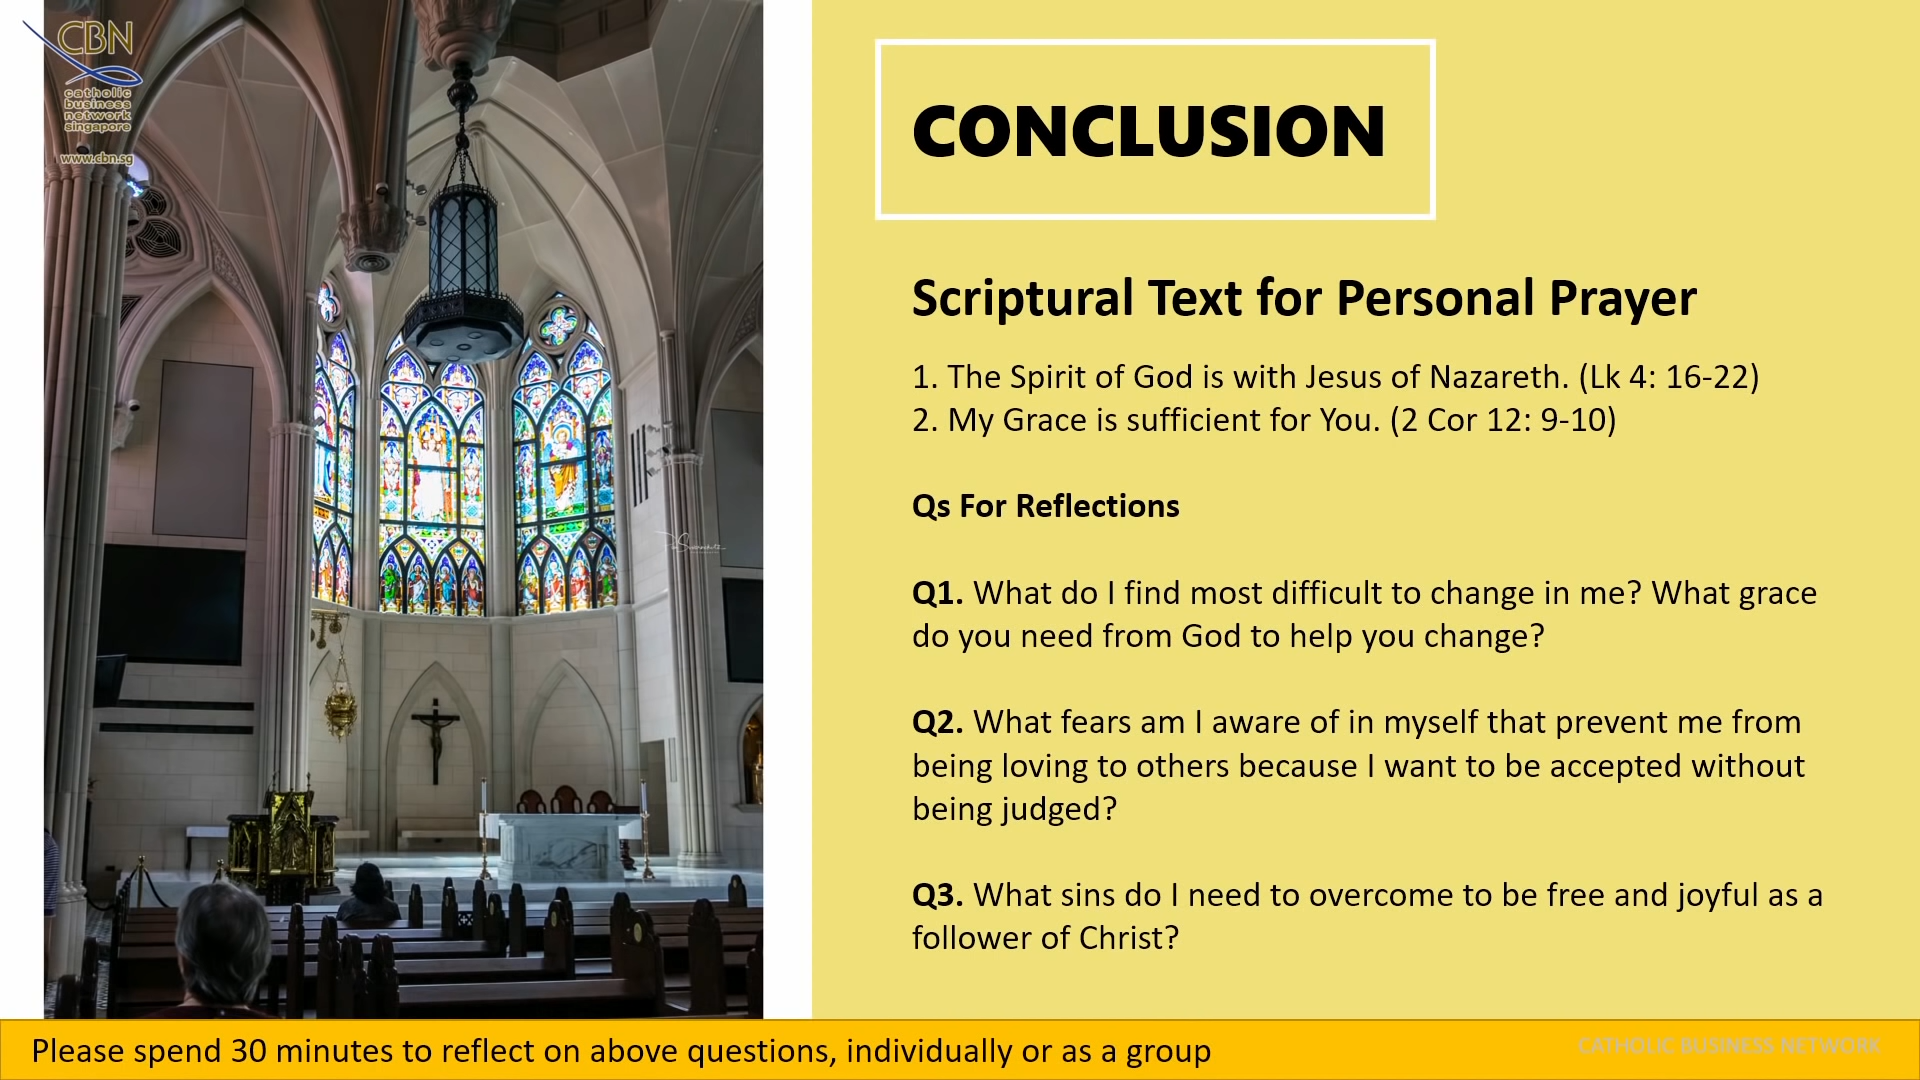 CBN
catholic
business
network
singapore
www.cbn.sg
CONCLUSION
Scriptural Text for Personal Prayer
1. The Spirit of God is with Jesus of Nazareth. (Lk 4: 16-22)
2. My Grace is sufficient for You. (2 Cor 12: 9-10)
Qs For Reflections
Q1. What do I find most difficult to change in me? What grace
do you need from God to help you change?
Q2. What fears am I aware of in myself that prevent me from
being loving to others because I want to be accepted without
being judged?
Q3. What sins do I need to overcome to be free and joyful as a
follower of Christ?
Please spend 30 minutes to reflect on above questions, individually or as a group
CATHOLIC BUSINESS NETWORK